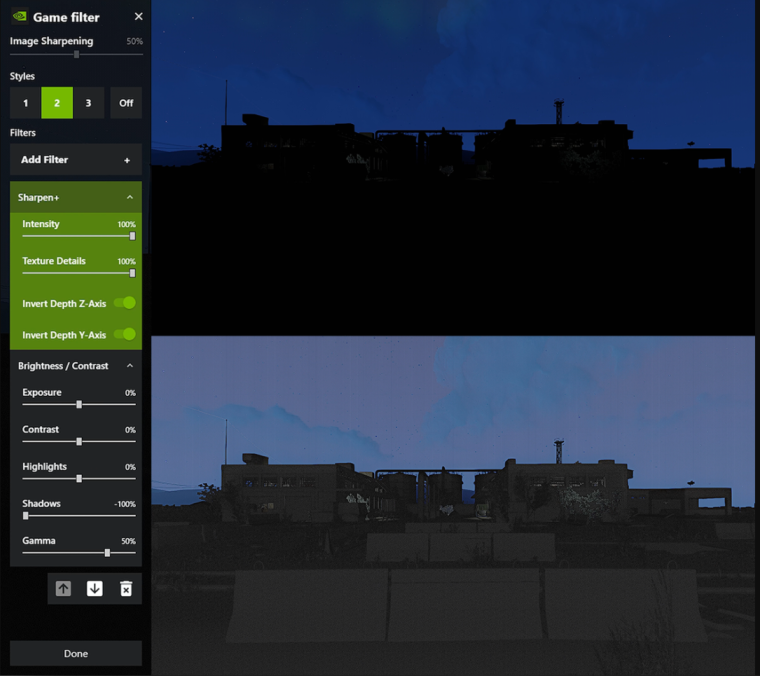 Game filter
Image Sharpening 50%
Styles
1 2 3 Off
Filters
Add Filter +
Sharpen+
Intensity 100%
Texture Details 100%
Invert Depth Z-Axis
Invert Depth Y-Axis
Brightness / Contrast
Exposure 0%
Contrast 0%
Highlights 0%
Shadows -100%
Gamma 50%
Done